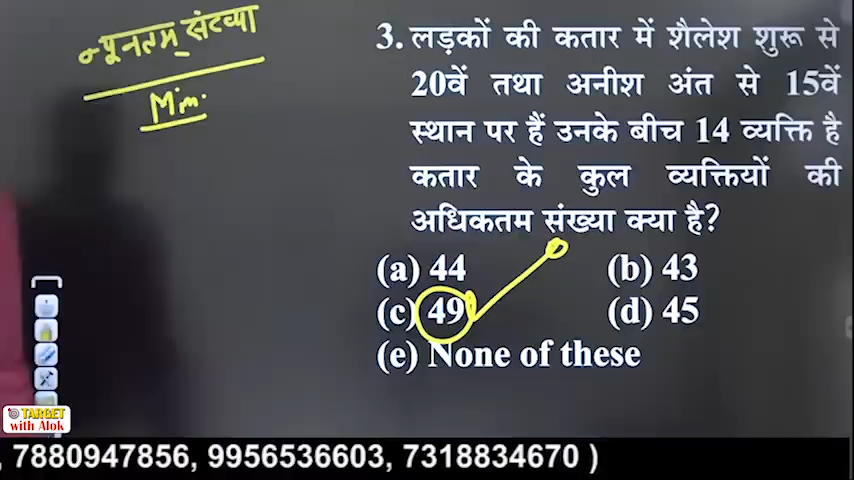 न्यूनतम संख्या
Min.
3. लड़कों की कतार में शैलेश शुरू से
20वें तथा अनीश अंत से 15वें
स्थान पर हैं उनके बीच 14 व्यक्ति है
कतार के कुल व्यक्तियों की
अधिकतम संख्या क्या है?
(a) 44 (b) 43
(c) 49 (d) 45
(e) None of these
TARGET
with Alok
, 7880947856, 9956536603, 7318834670 )